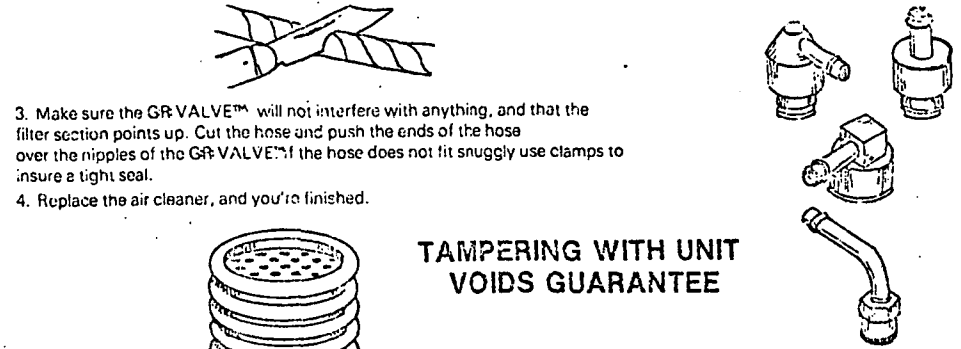 3. Make sure the GR VALVE™ will not interfere with anything, and that the
filter section points up. Cut the hose and push the ends of the hose
over the nipples of the GR VALVE™ If the hose does not fit snuggly use clamps to
insure a tight seal.
4. Replace the air cleaner, and you're finished.
TAMPERING WITH UNIT
VOIDS GUARANTEE